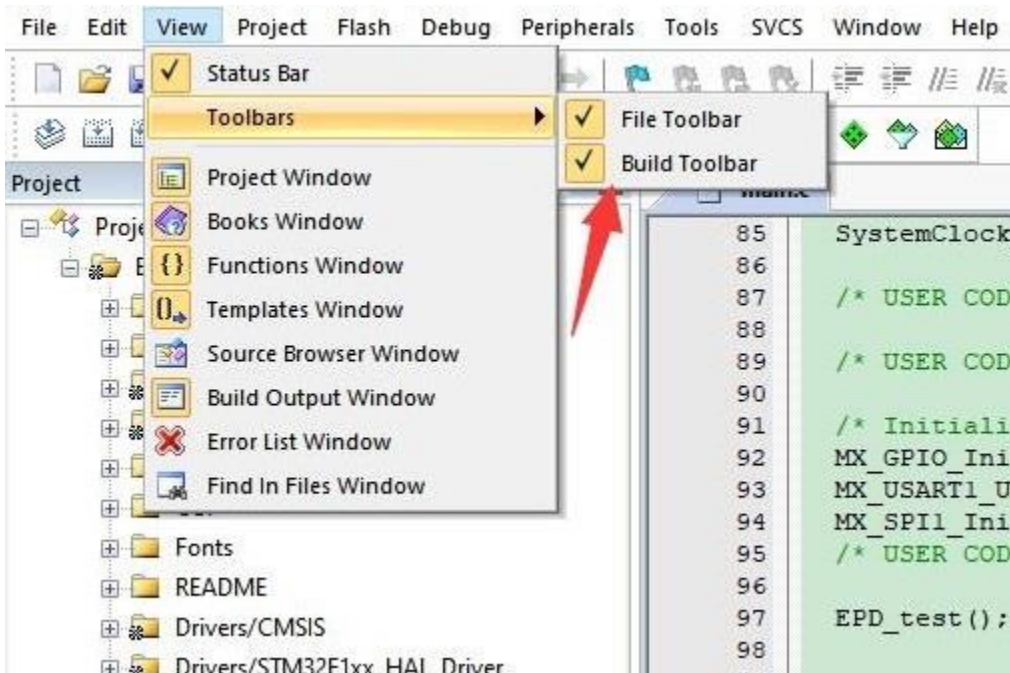 File Edit View Project Flash Debug Peripherals Tools SVCS Window Help
Status Bar
Toolbars
File Toolbar
Build Toolbar
Project
Project Window
Books Window
Functions Window
Templates Window
Source Browser Window
Build Output Window
Error List Window
Find In Files Window
Fonts
README
Drivers/CMSIS
Drivers/STM32F1xx_HAL_Driver
main.c
85 SystemClock
86
87 /* USER COD
88
89 /* USER COD
90
91 /* Initiali
92 MX_GPIO_Ini
93 MX_USART1_U
94 MX_SPI1_Ini
95 /* USER COD
96
97 EPD_test();
98